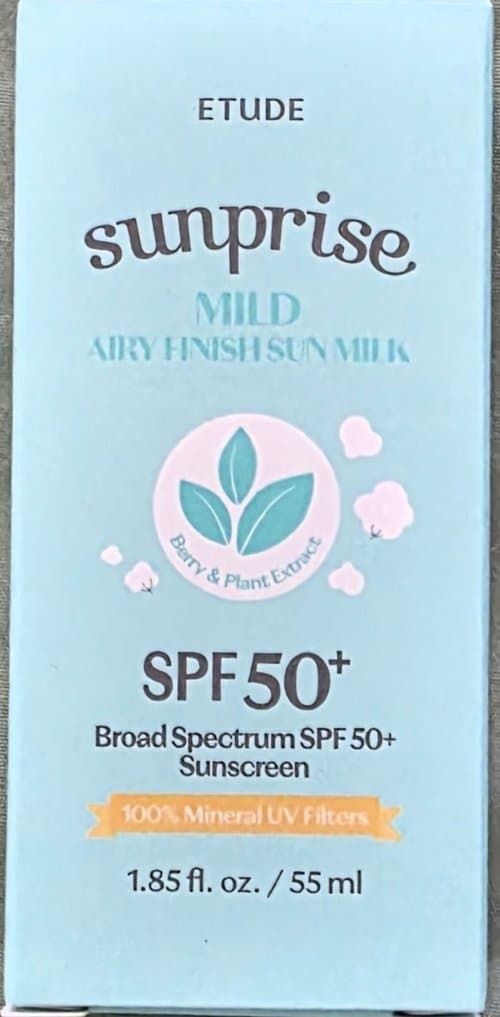 ETUDE
sunprise
MILD
AIRY FINISH SUN MILK
Berry & Plant Extract
SPF 50+
Broad Spectrum SPF 50+
Sunscreen
100% Mineral UV Filters
1.85 fl. oz. / 55 ml